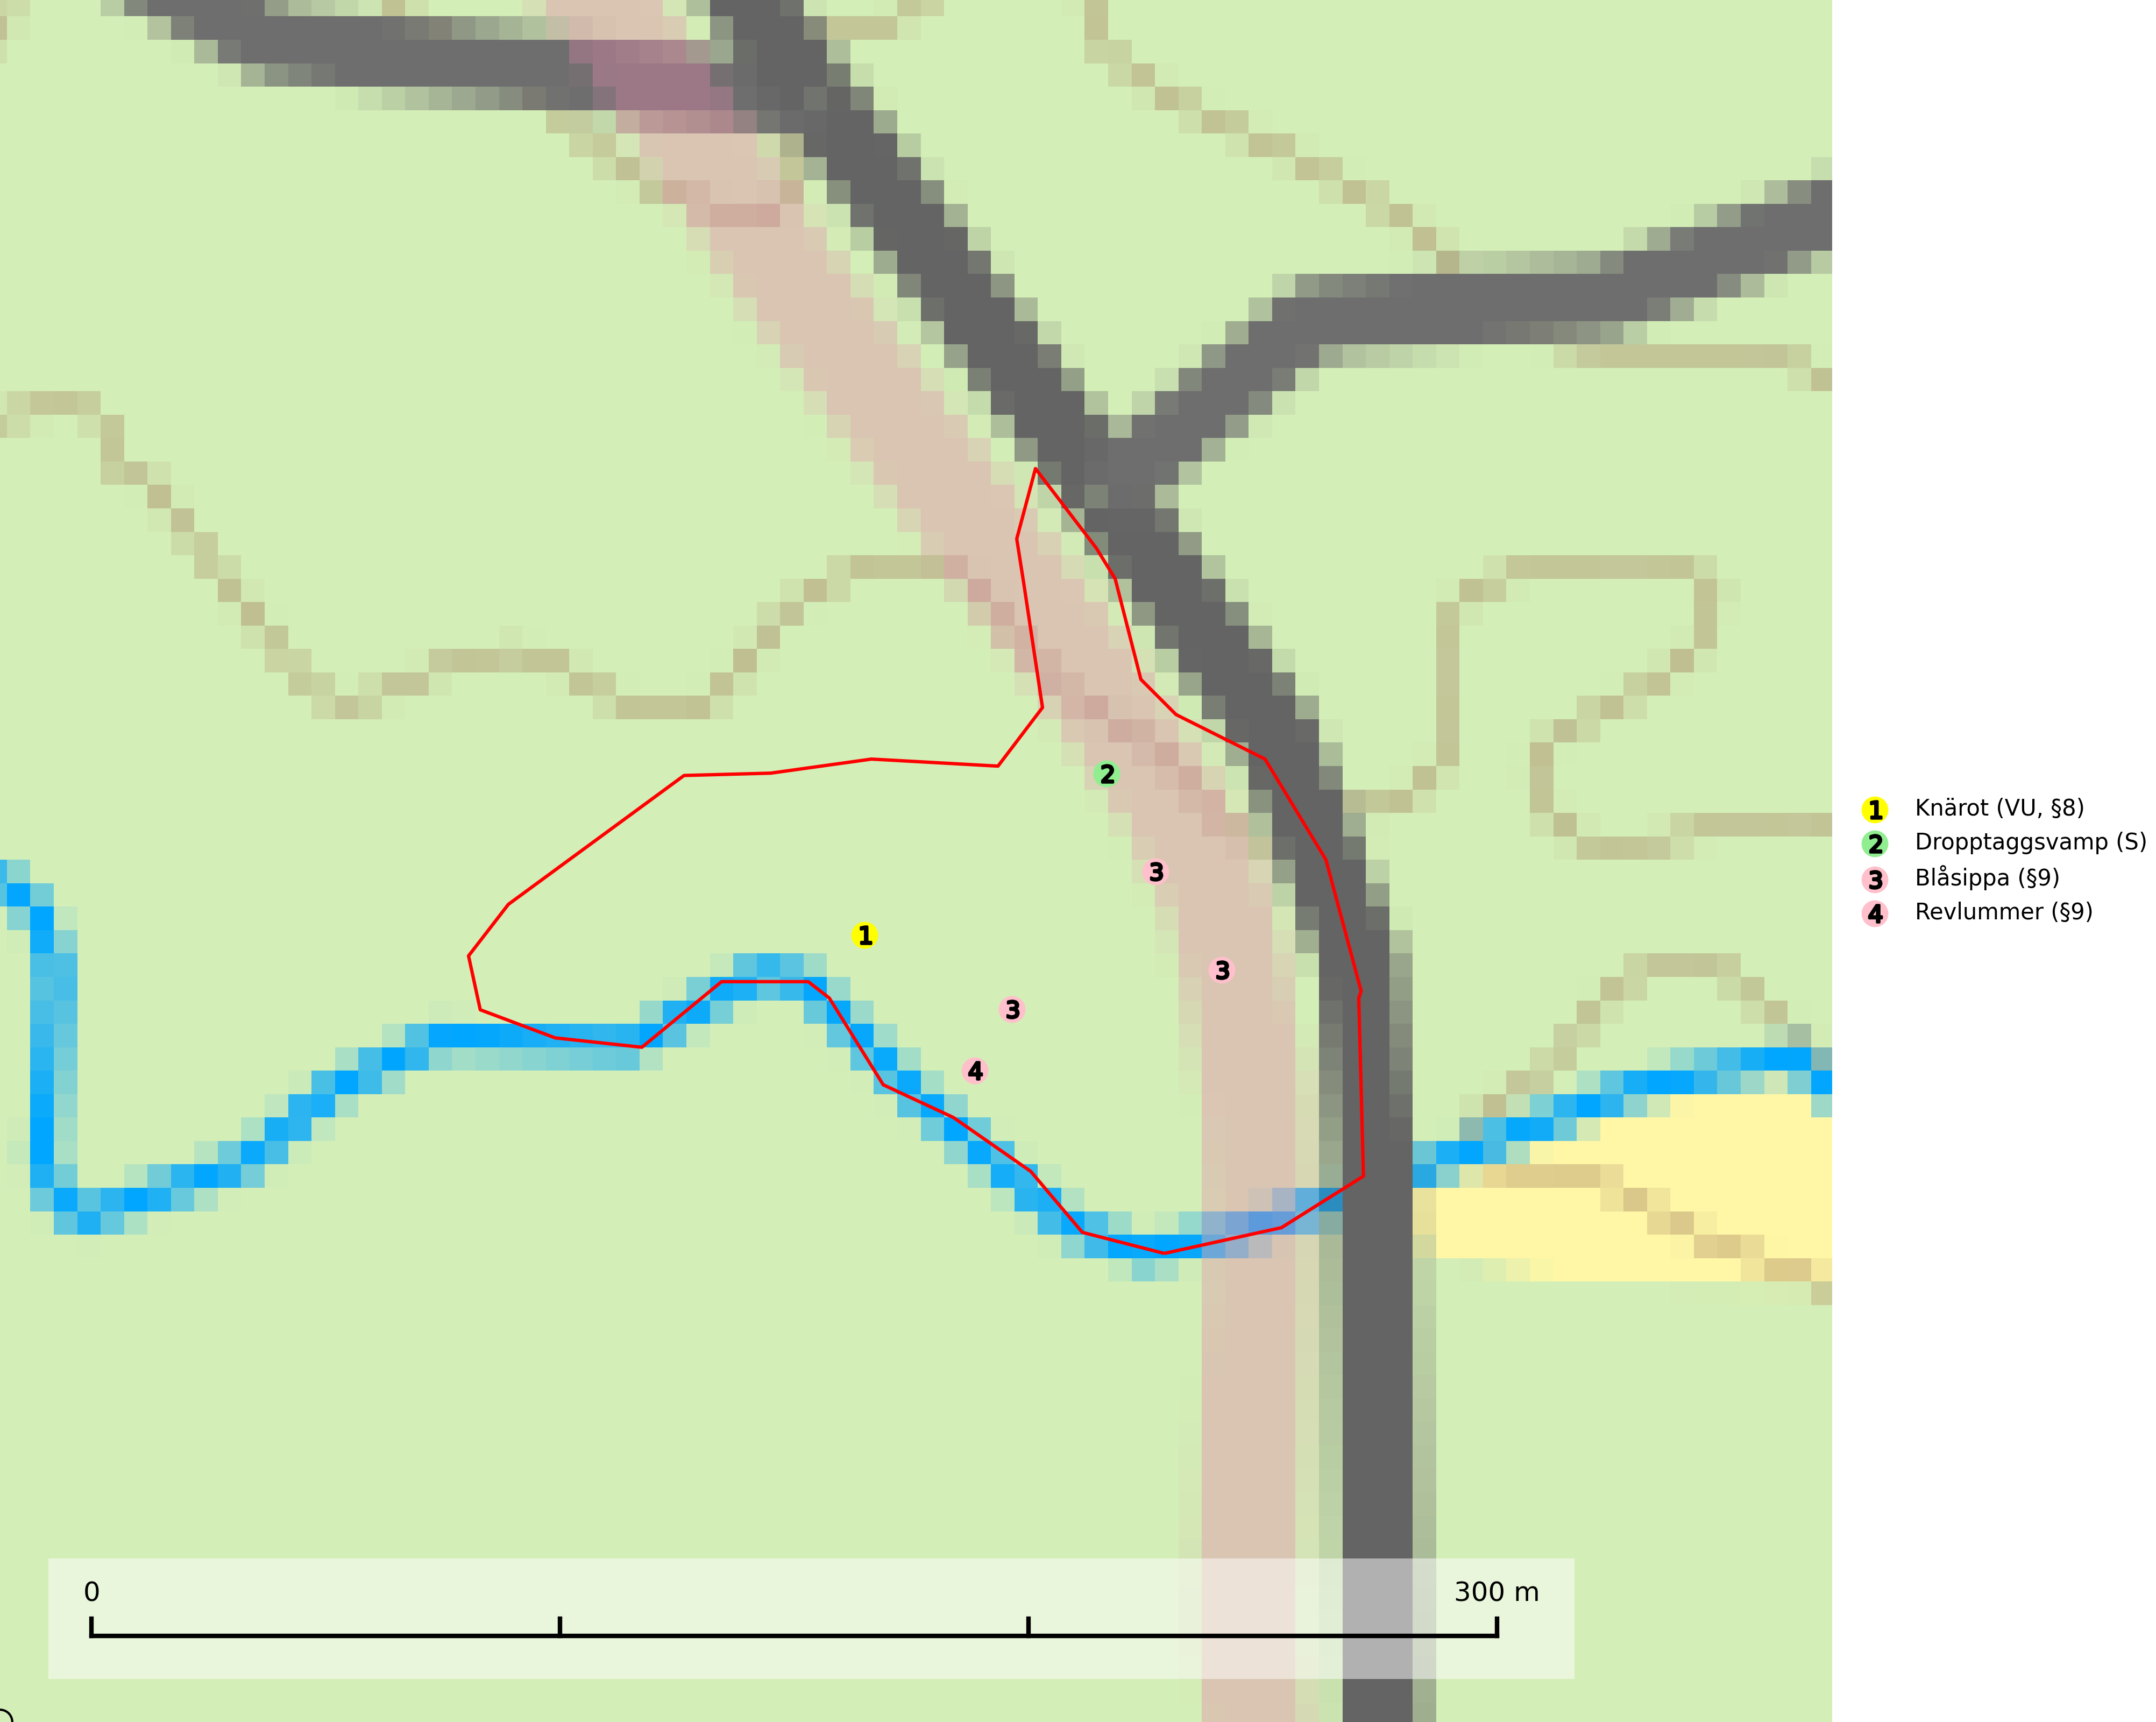 2
3
1
3
3
4
1 Knärot (VU, §8)
2 Dropptaggsvamp (S)
3 Blåsippa (§9)
4 Revlummer (§9)
0 300 m